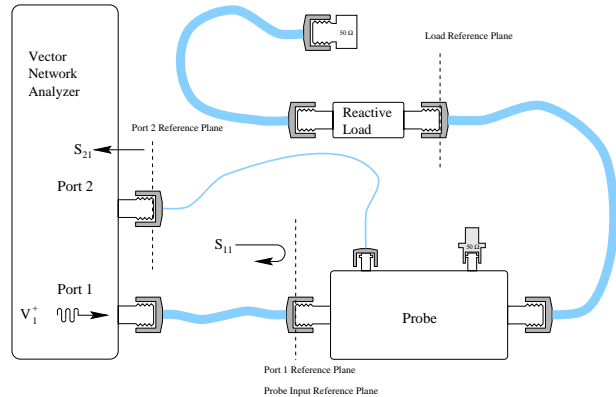 Vector
Network
Analyzer
50 Ω
Load Reference Plane
Reactive
Load
Port 2 Reference Plane
S21
Port 2
S11
50 Ω
Port 1
V1+
Probe
Port 1 Reference Plane
Probe Input Reference Plane